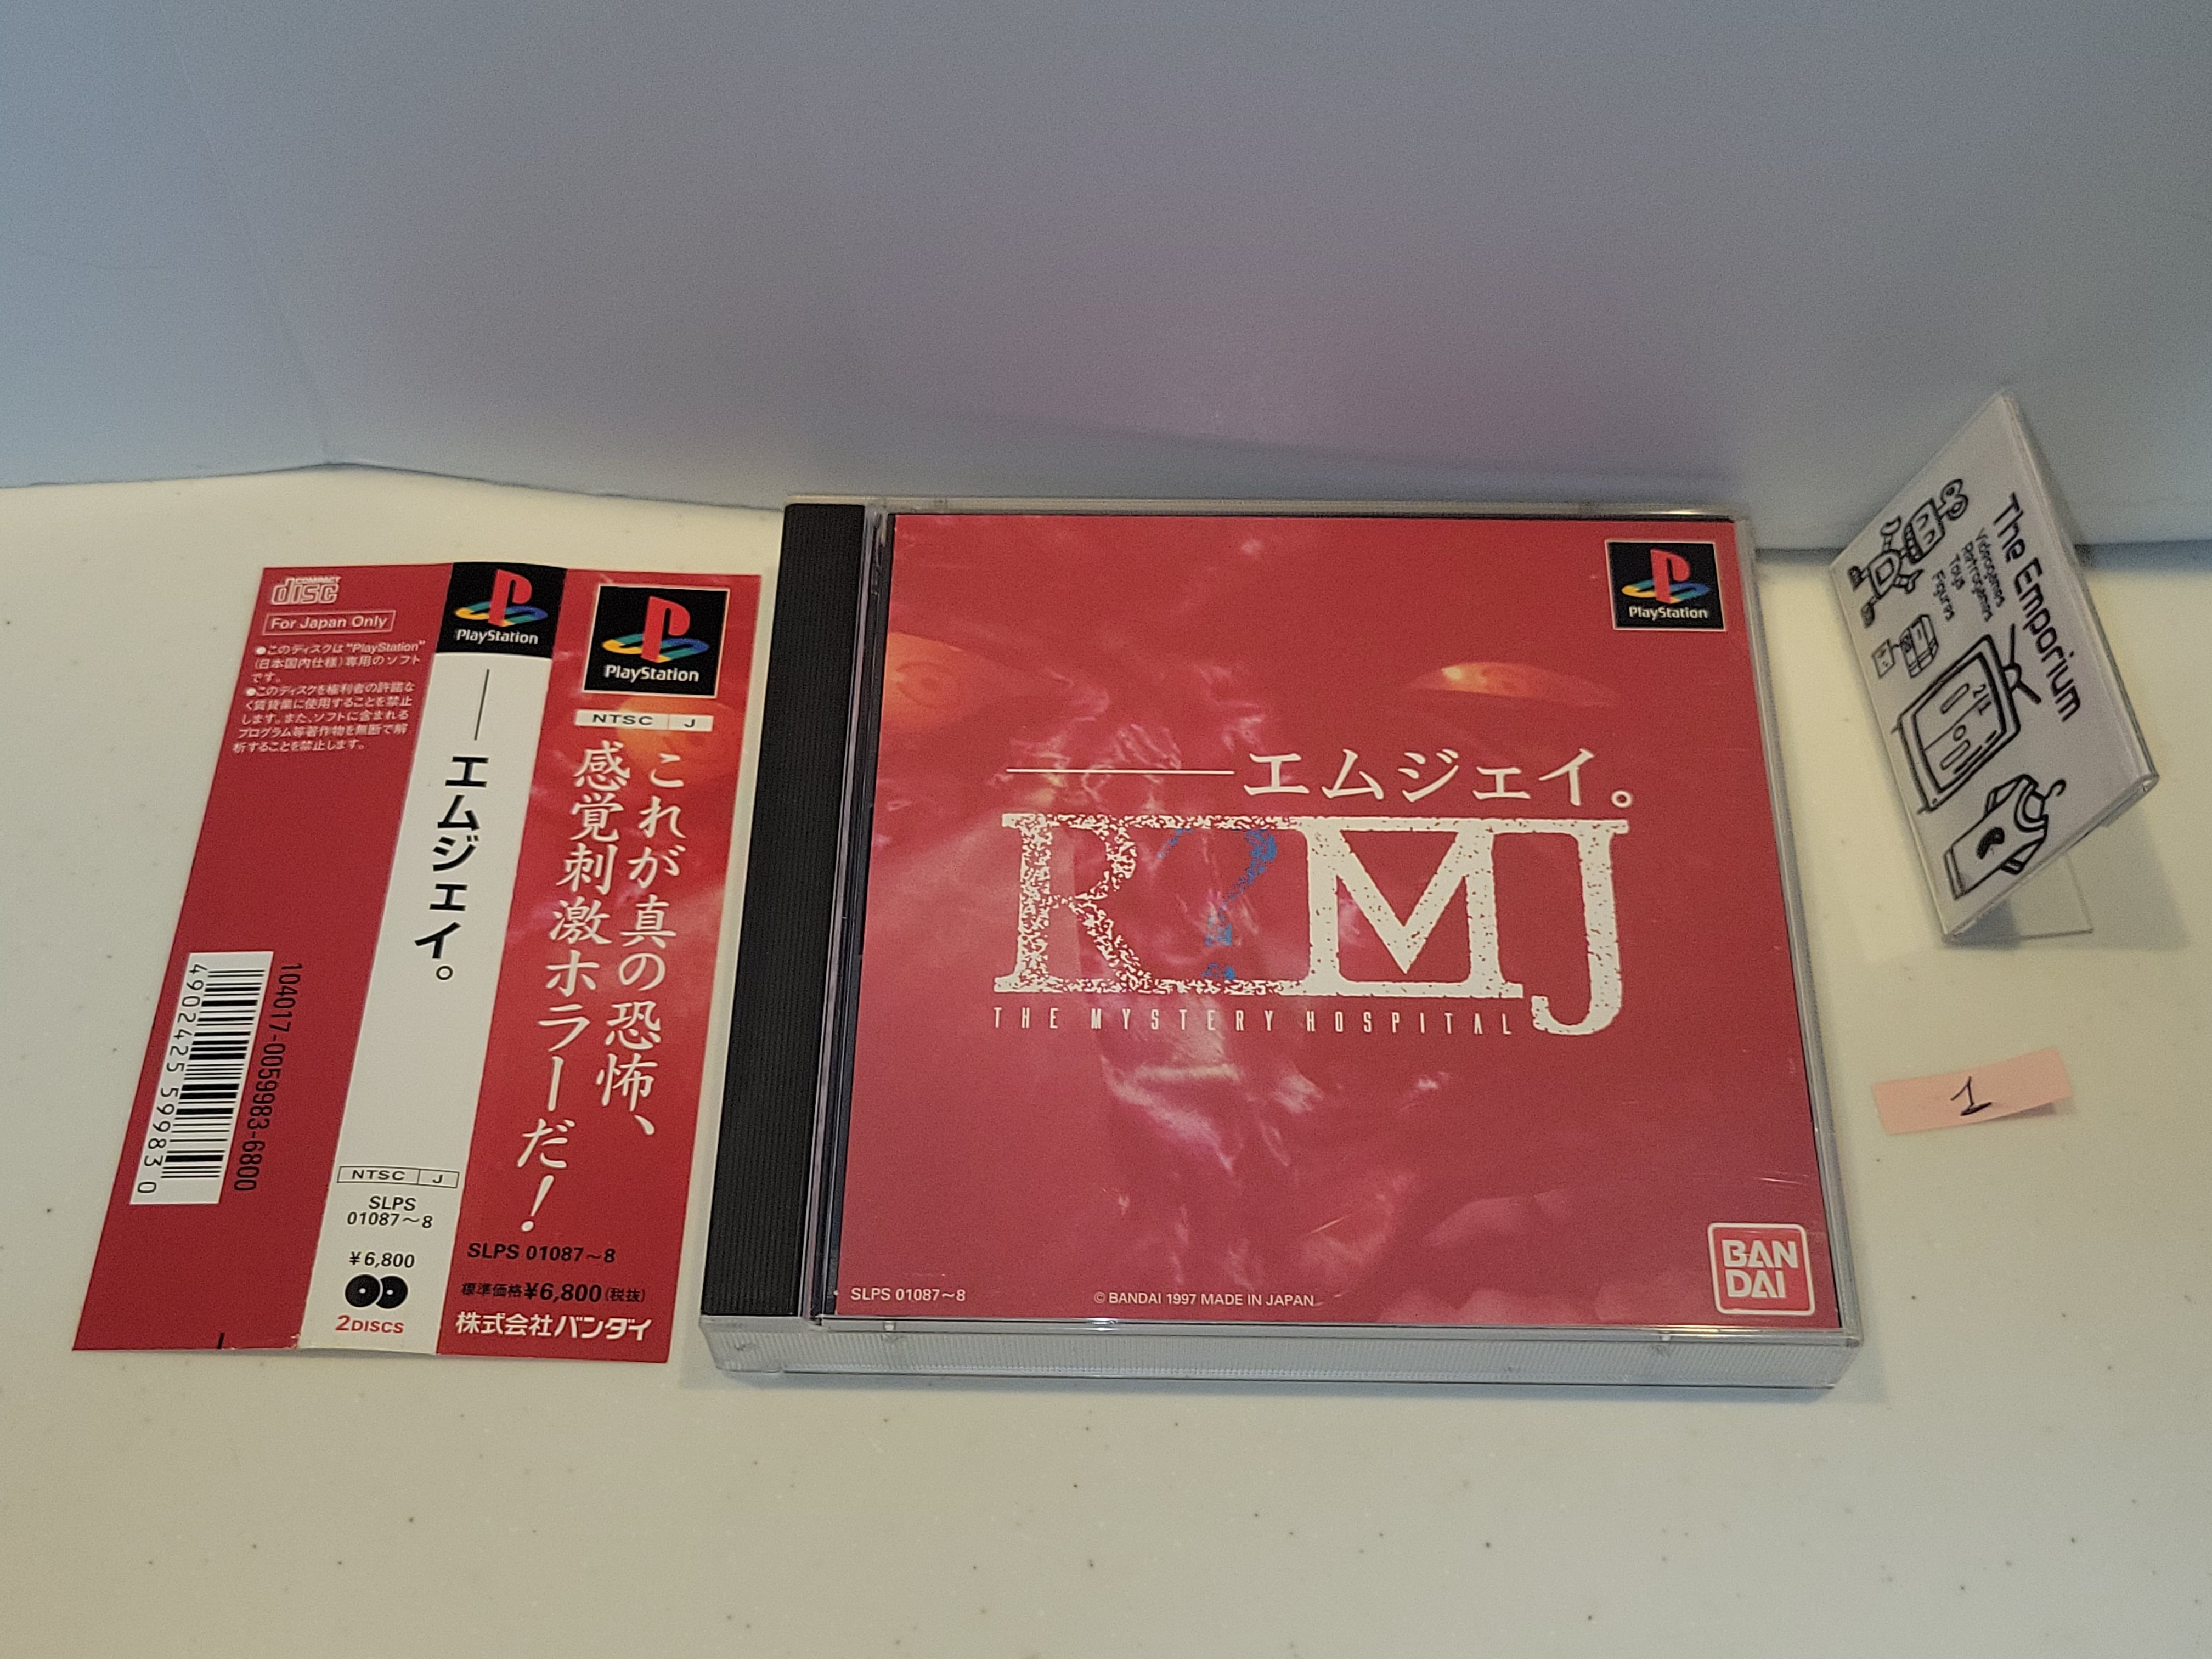 COMPACT
disc
For Japan Only
●このディスクは"PlayStation"
(日本国内仕様)専用のソフト
です。
●このディスクを権利者の許諾な
く賃貸業に使用することを禁止
します。また、ソフトに含まれる
プログラム等著作物を無断で解
析することを禁止します。
104017-0059983-6800
4902425599830
PlayStation
――エムジェイ。
NTSC J
SLPS
01087~8
¥6,800
2DISCS
PlayStation
NTSC J
これが真の恐怖、
感覚刺激ホラーだ!
SLPS 01087~8
標準価格¥6,800(税抜)
株式会社バンダイ
PlayStation
――エムジェイ。
R?MJ
THE MYSTERY HOSPITAL
SLPS 01087~8
© BANDAI 1997 MADE IN JAPAN
BAN
DAI
The Emporium
Videogames
Retrogames
Toys
Figures
1